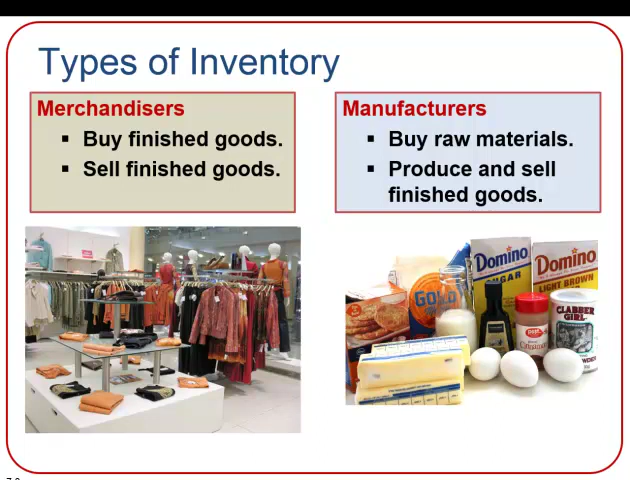 Types of Inventory
Merchandisers
▪ Buy finished goods.
▪ Sell finished goods.
Manufacturers
▪ Buy raw materials.
▪ Produce and sell
finished goods.
Domino
SUGAR
Domino
LIGHT BROWN
GOLD
CLABBER
GIRL